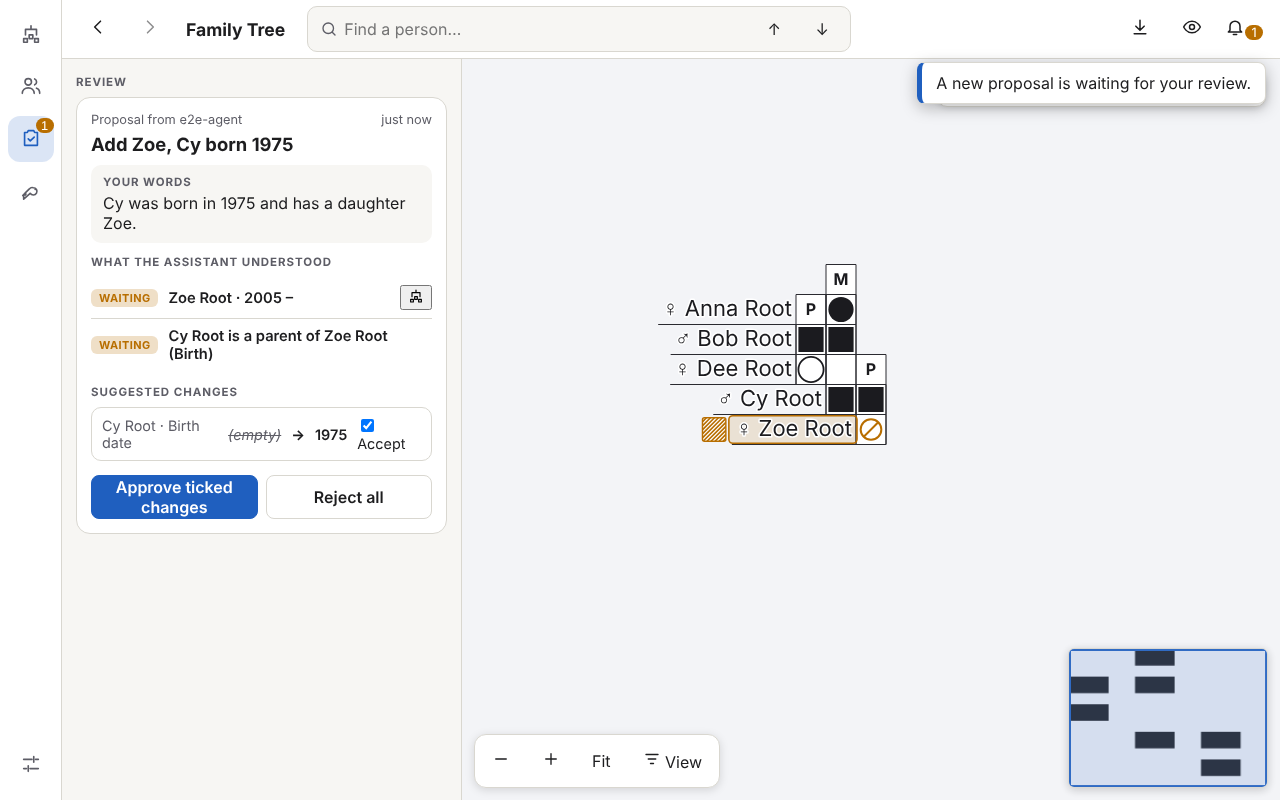 Family Tree
Find a person...
1
A new proposal is waiting for your review.
1
REVIEW
Proposal from e2e-agent
just now
Add Zoe, Cy born 1975
YOUR WORDS
Cy was born in 1975 and has a daughter
Zoe.
WHAT THE ASSISTANT UNDERSTOOD
WAITING
Zoe Root · 2005 –
WAITING
Cy Root is a parent of Zoe Root
(Birth)
SUGGESTED CHANGES
Cy Root · Birth
date
(empty) → 1975
Accept
Approve ticked
changes
Reject all
M
♀ Anna Root P
♂ Bob Root
♀ Dee Root P
♂ Cy Root
♀ Zoe Root
− + Fit View